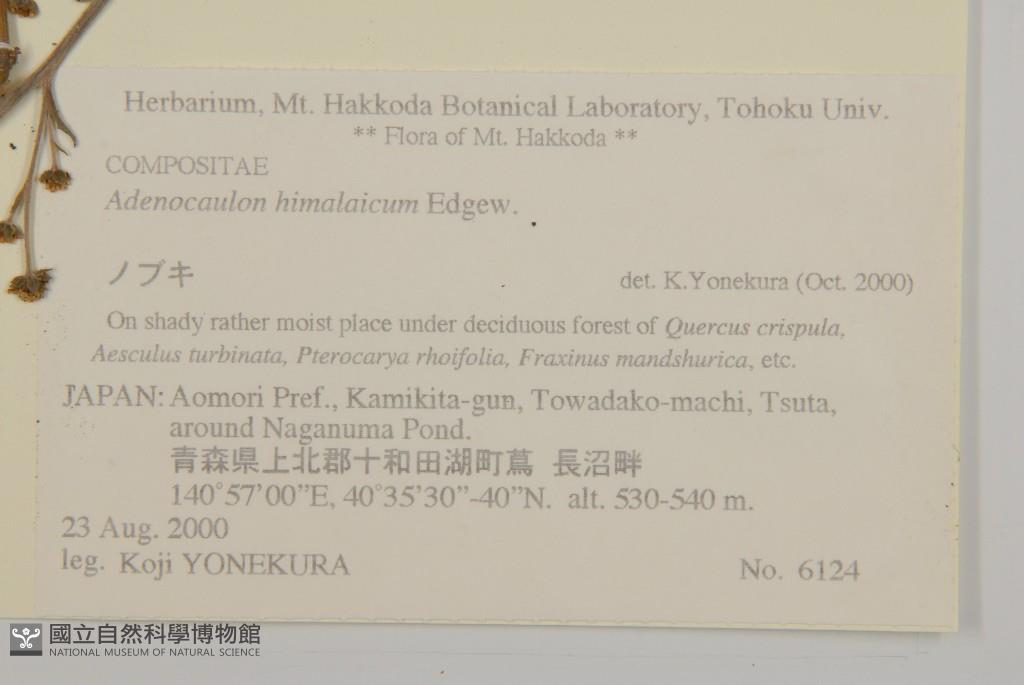 Herbarium, Mt. Hakkoda Botanical Laboratory, Tohoku Univ.
** Flora of Mt. Hakkoda **
COMPOSITAE
Adenocaulon himalaicum Edgew.
ノブキ
det. K.Yonekura (Oct. 2000)
On shady rather moist place under deciduous forest of Quercus crispula,
Aesculus turbinata, Pterocarya rhoifolia, Fraxinus mandshurica, etc.
JAPAN: Aomori Pref., Kamikita-gun, Towadako-machi, Tsuta,
around Naganuma Pond.
青森県上北郡十和田湖町蔦 長沼畔
140˚57’00”E, 40˚35’30”-40”N. alt. 530-540 m.
23 Aug. 2000
leg. Koji YONEKURA
No. 6124
國立自然科學博物館
NATIONAL MUSEUM OF NATURAL SCIENCE